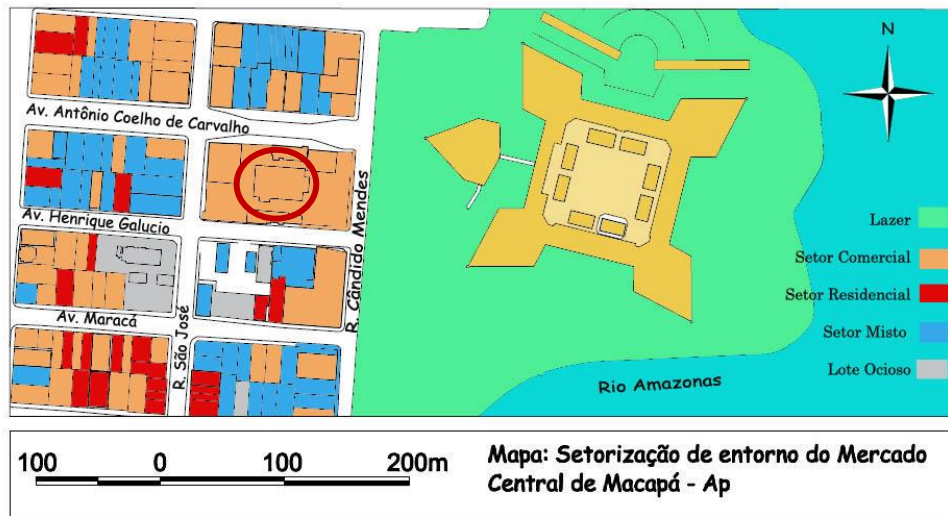 N
Av. Antônio Coelho de Carvalho
Av. Henrique Galucio
Av. Maracá
R. São José
R. Cândido Mendes
Rio Amazonas
Lazer
Setor Comercial
Setor Residencial
Setor Misto
Lote Ocioso
100 0 100 200m
Mapa: Setorização de entorno do Mercado
Central de Macapá - Ap